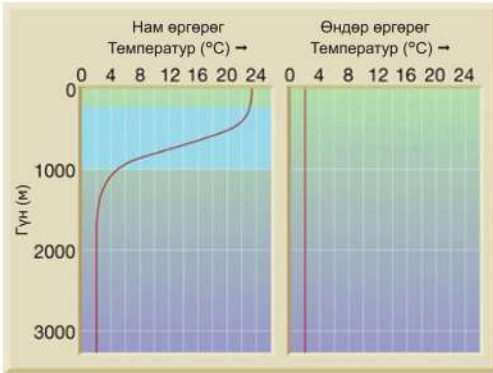 Нам өргөрөг
Температур (°C) →
0 4 8 12 16 20 24
Өндөр өргөрөг
Температур (°C) →
0 4 8 12 16 20 24
Гүн (м)
0
1000
2000
3000